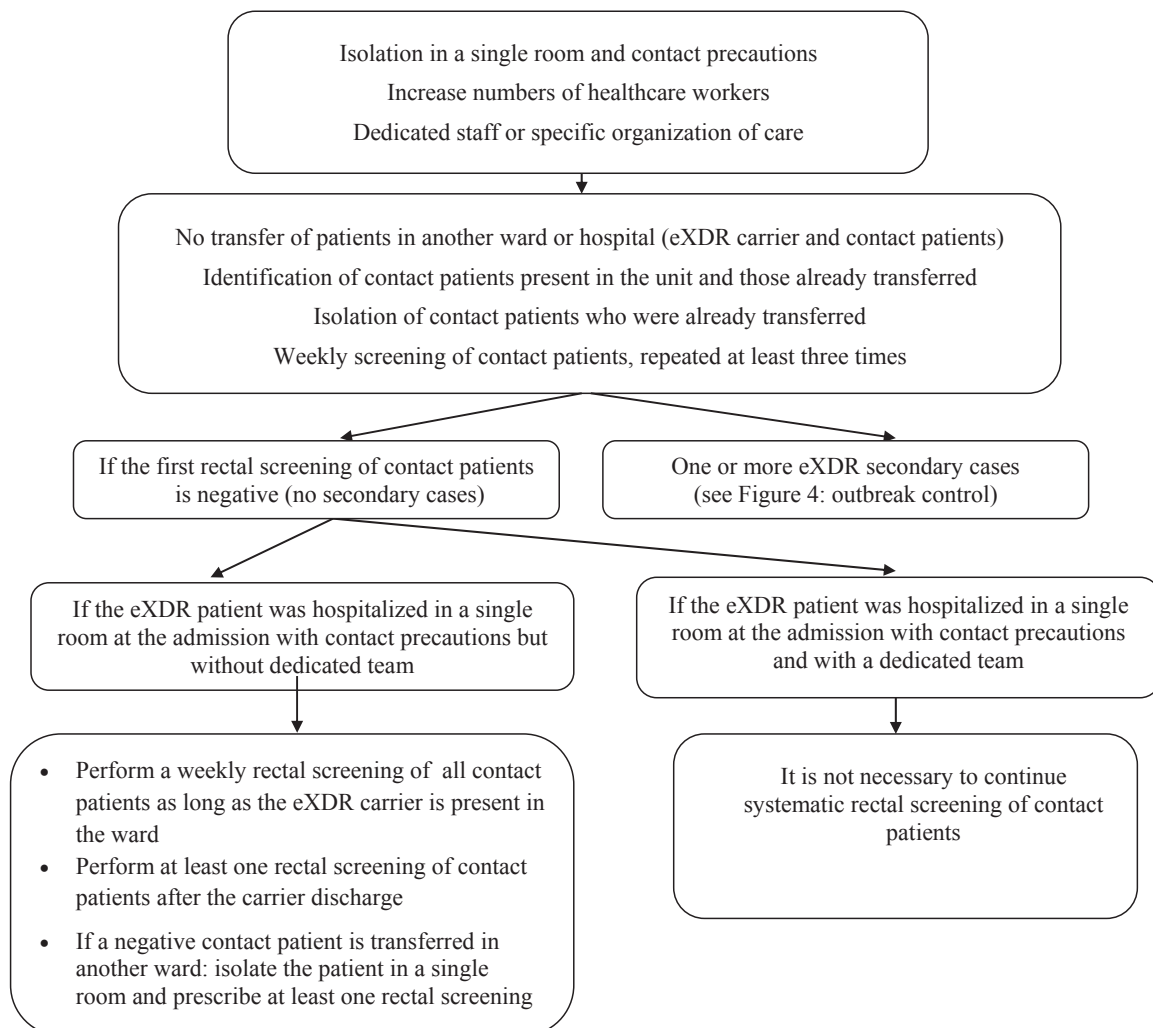 Isolation in a single room and contact precautions
Increase numbers of healthcare workers
Dedicated staff or specific organization of care
No transfer of patients in another ward or hospital (eXDR carrier and contact patients)
Identification of contact patients present in the unit and those already transferred
Isolation of contact patients who were already transferred
Weekly screening of contact patients, repeated at least three times
If the first rectal screening of contact patients
is negative (no secondary cases)
One or more eXDR secondary cases
(see Figure 4: outbreak control)
If the eXDR patient was hospitalized in a single
room at the admission with contact precautions but
without dedicated team
If the eXDR patient was hospitalized in a single
room at the admission with contact precautions
and with a dedicated team
• Perform a weekly rectal screening of all contact
patients as long as the eXDR carrier is present in
the ward
• Perform at least one rectal screening of contact
patients after the carrier discharge
• If a negative contact patient is transferred in
another ward: isolate the patient in a single
room and prescribe at least one rectal screening
It is not necessary to continue
systematic rectal screening of contact
patients